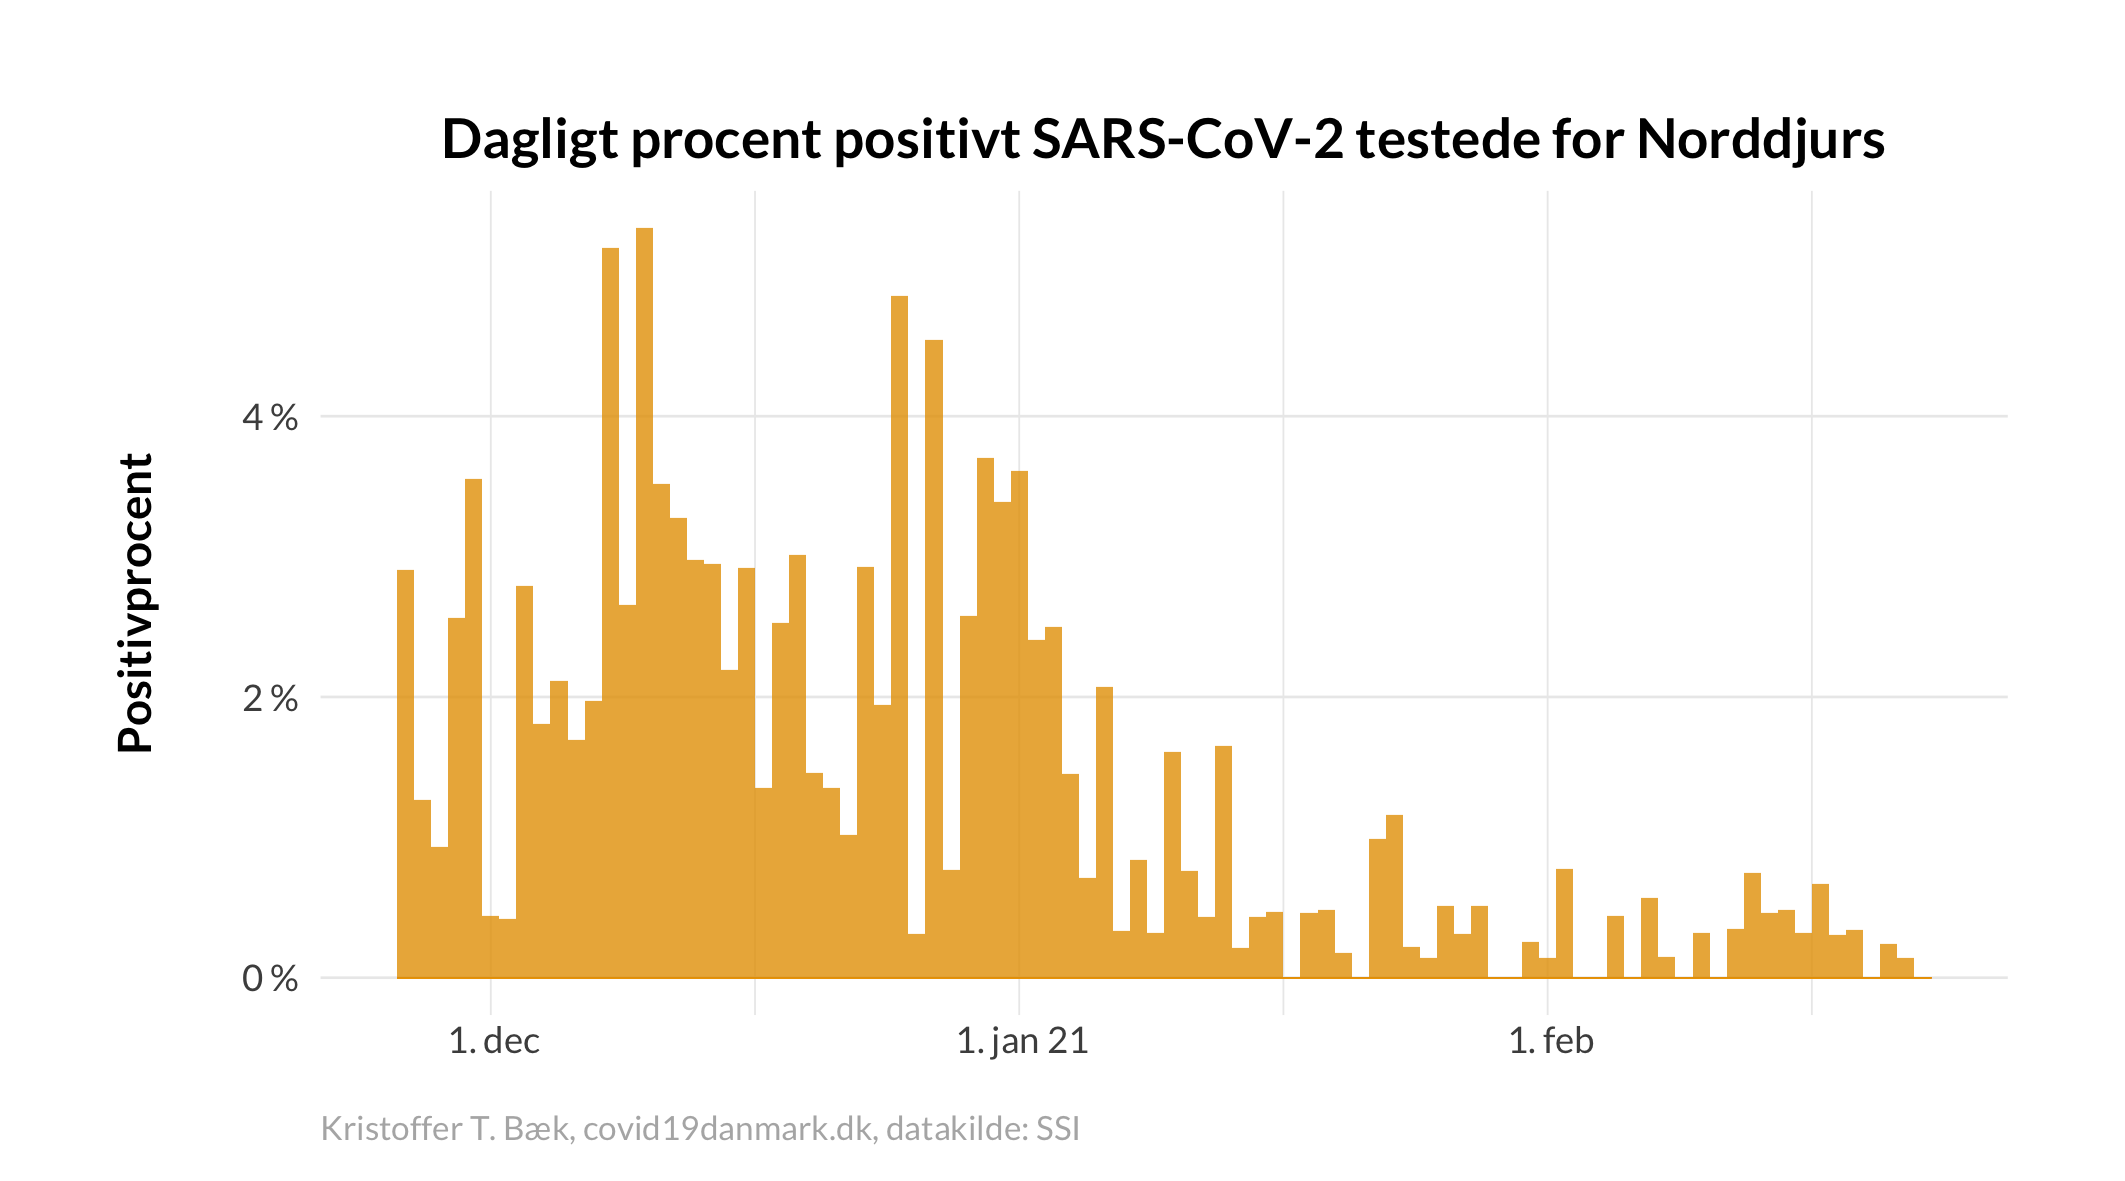 Dagligt procent positivt SARS-CoV-2 testede for Norddjurs
Positivprocent
4 %
2 %
0 %
1. dec
1. jan 21
1. feb
Kristoffer T. Bæk, covid19danmark.dk, datakilde: SSI